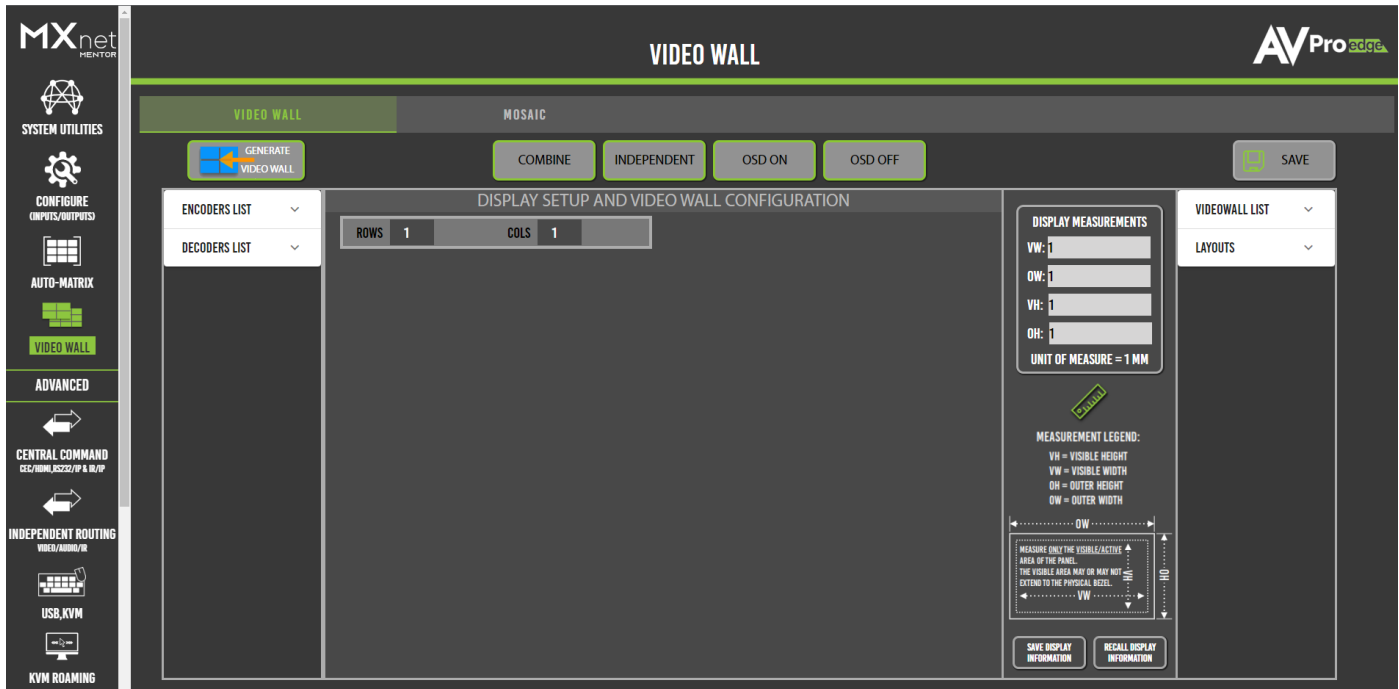 MXnet
MENTOR
VIDEO WALL
AVPro edge
SYSTEM UTILITIES
CONFIGURE
(INPUTS/OUTPUTS)
AUTO-MATRIX
VIDEO WALL
ADVANCED
CENTRAL COMMAND
CEC/HDMI,RS232/IP & IR/IP
INDEPENDENT ROUTING
VIDEO/AUDIO/IR
USB,KVM
KVM ROAMING
VIDEO WALL
MOSAIC
GENERATE
VIDEO WALL
COMBINE
INDEPENDENT
OSD ON
OSD OFF
SAVE
ENCODERS LIST
DECODERS LIST
DISPLAY SETUP AND VIDEO WALL CONFIGURATION
ROWS 1 COLS 1
DISPLAY MEASUREMENTS
VW: 1
OW: 1
VH: 1
OH: 1
UNIT OF MEASURE = 1 MM
MEASUREMENT LEGEND:
VH = VISIBLE HEIGHT
VW = VISIBLE WIDTH
OH = OUTER HEIGHT
OW = OUTER WIDTH
OW
MEASURE ONLY THE VISIBLE/ACTIVE
AREA OF THE PANEL.
THE VISIBLE AREA MAY OR MAY NOT
EXTEND TO THE PHYSICAL BEZEL.
VH
OH
VW
SAVE DISPLAY
INFORMATION
RECALL DISPLAY
INFORMATION
VIDEOWALL LIST
LAYOUTS